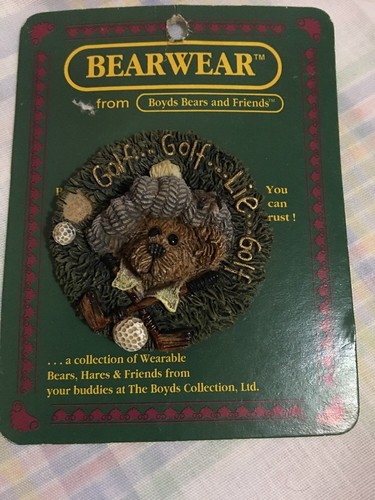 BEARWEAR™
from Boyds Bears and Friends™
Golf... Golf... Life... Golf
You
can
rust!
...a collection of Wearable
Bears, Hares & Friends from
your buddies at The Boyds Collection, Ltd.